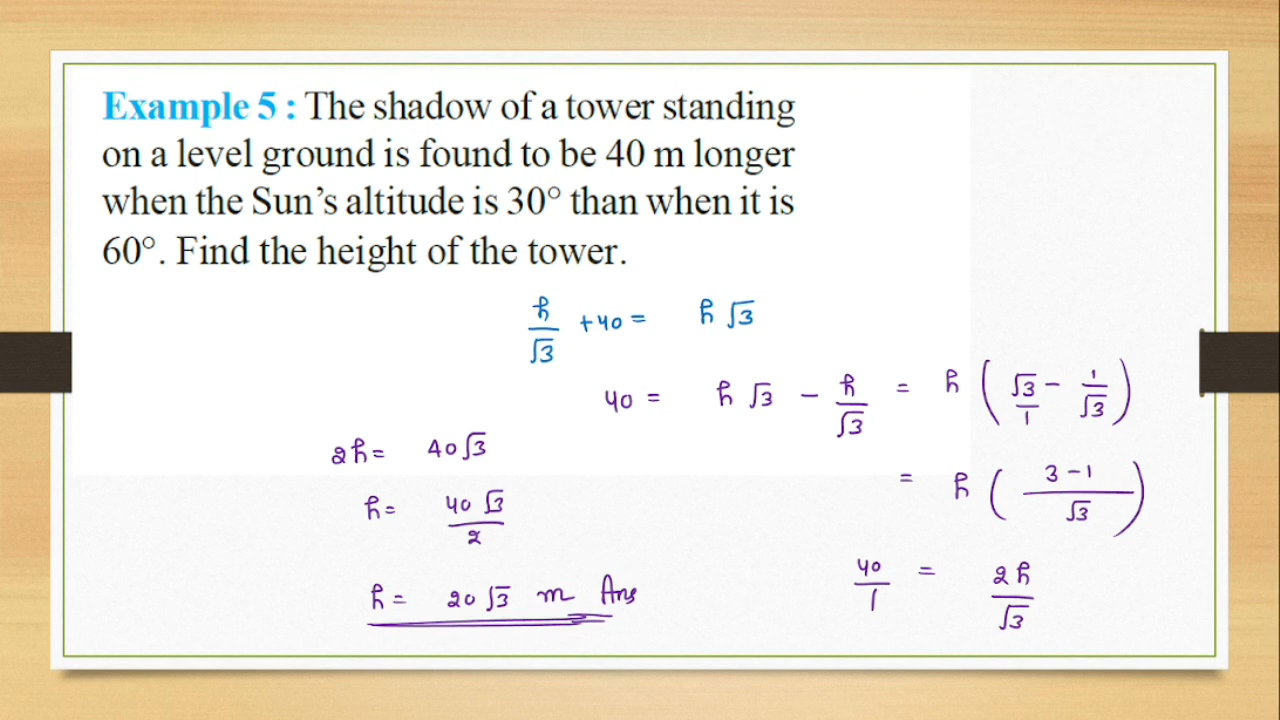 Example 5 : The shadow of a tower standing
on a level ground is found to be 40 m longer
when the Sun's altitude is 30° than when it is
60°. Find the height of the tower.
h/√3 + 40 = h √3
40 = h √3 − h/√3 = h ( √3/1 − 1/√3 )
= h ( 3 − 1/√3 )
40/1 = 2h/√3
2h = 40√3
h = 40 √3/2
h = 20 √3 m Ans